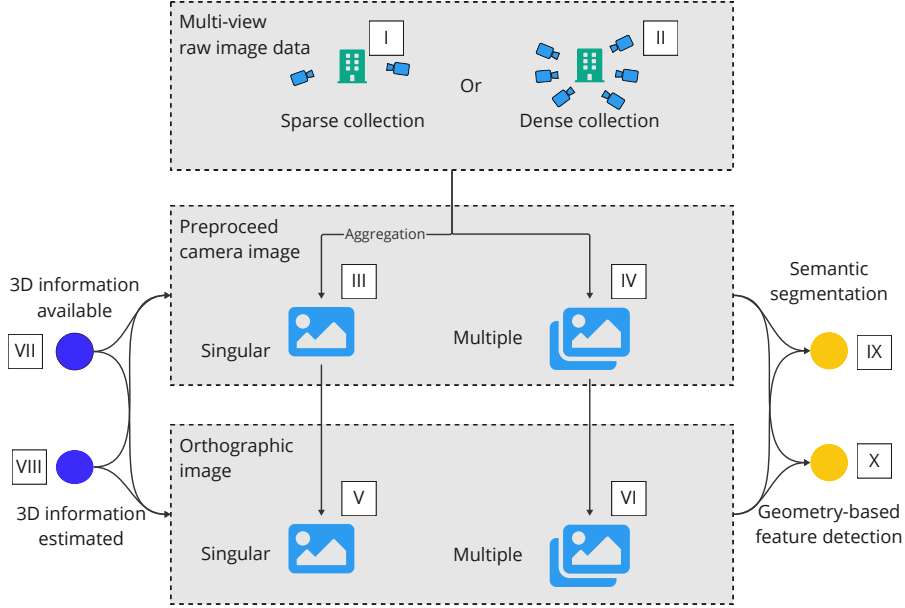 Multi-view
raw image data
I
II
Or
Sparse collection
Dense collection
Preproceed
camera image
Aggregation
III
IV
Singular
Multiple
3D information
available
VII
VIII
3D information
estimated
Semantic
segmentation
IX
X
Geometry-based
feature detection
Orthographic
image
V
VI
Singular
Multiple